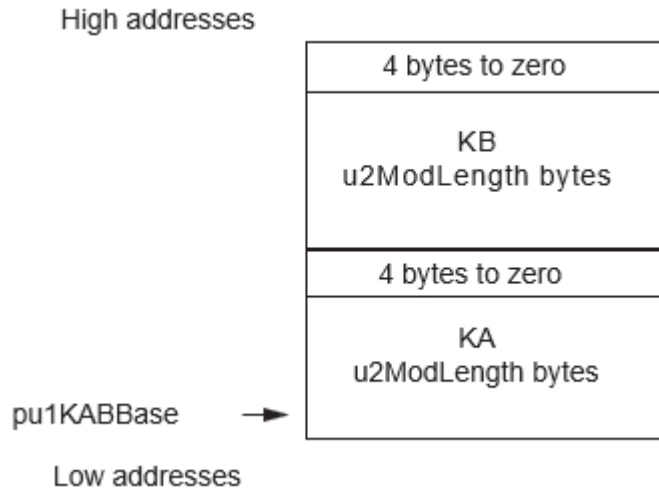 High addresses
4 bytes to zero
KB
u2ModLength bytes
4 bytes to zero
KA
u2ModLength bytes
pu1KABBase
Low addresses